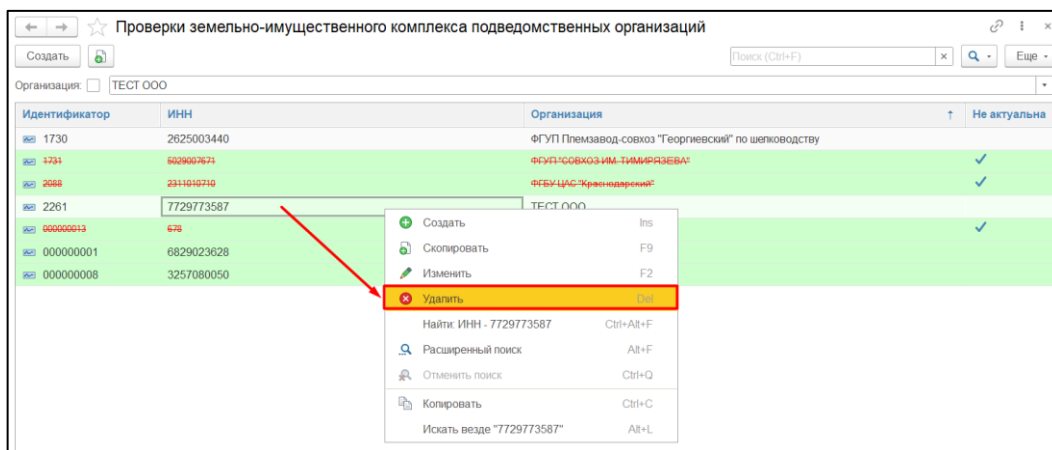 Проверки земельно-имущественного комплекса подведомственных организаций
Создать Поиск (Ctrl+F) × Еще
Организация: ТЕСТ ООО
Идентификатор ИНН Организация ↑ Не актуальна
1730 2625003440 ФГУП Племзавод-совхоз "Георгиевский" по шелководству
1731 5029007671 ФГУП "СОВХОЗ ИМ. ТИМИРЯЗЕВА"
2088 2311010710 ФГБУ ЦАС "Краснодарский"
2261 7729773587 ТЕСТ ООО
000000013 678
000000001 6829023628
000000008 3257080050
Создать Ins
Скопировать F9
Изменить F2
Удалить Del
Найти: ИНН - 7729773587 Ctrl+Alt+F
Расширенный поиск Alt+F
Отменить поиск Ctrl+Q
Копировать Ctrl+C
Искать везде "7729773587" Alt+L